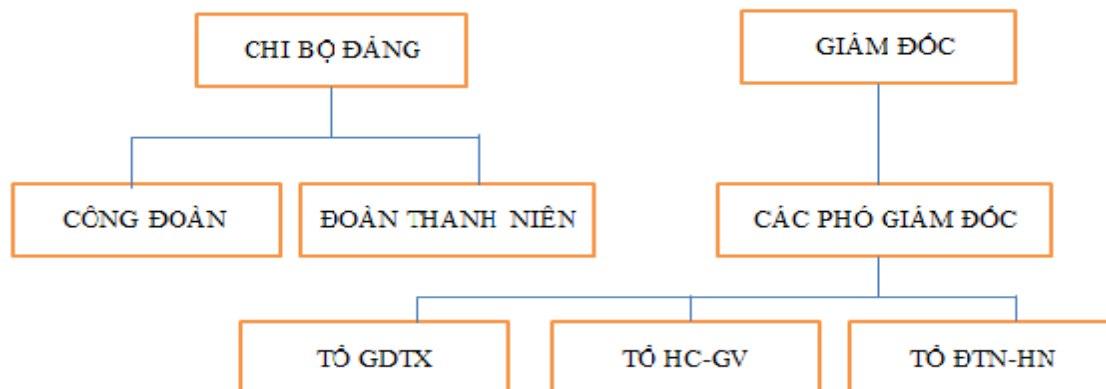 CHI BỘ ĐẢNG
GIÁM ĐỐC
CÔNG ĐOÀN
ĐOÀN THANH NIÊN
CÁC PHÓ GIÁM ĐỐC
TỔ GDTX
TỔ HC-GV
TỔ ĐTN-HN